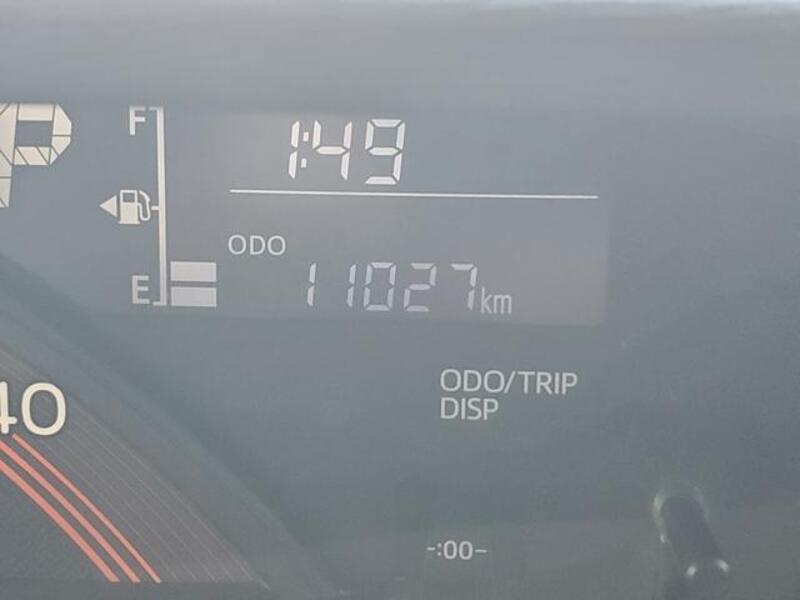 P
F
1:49
ODO
E
11027km
ODO/TRIP
DISP
40
-:00-